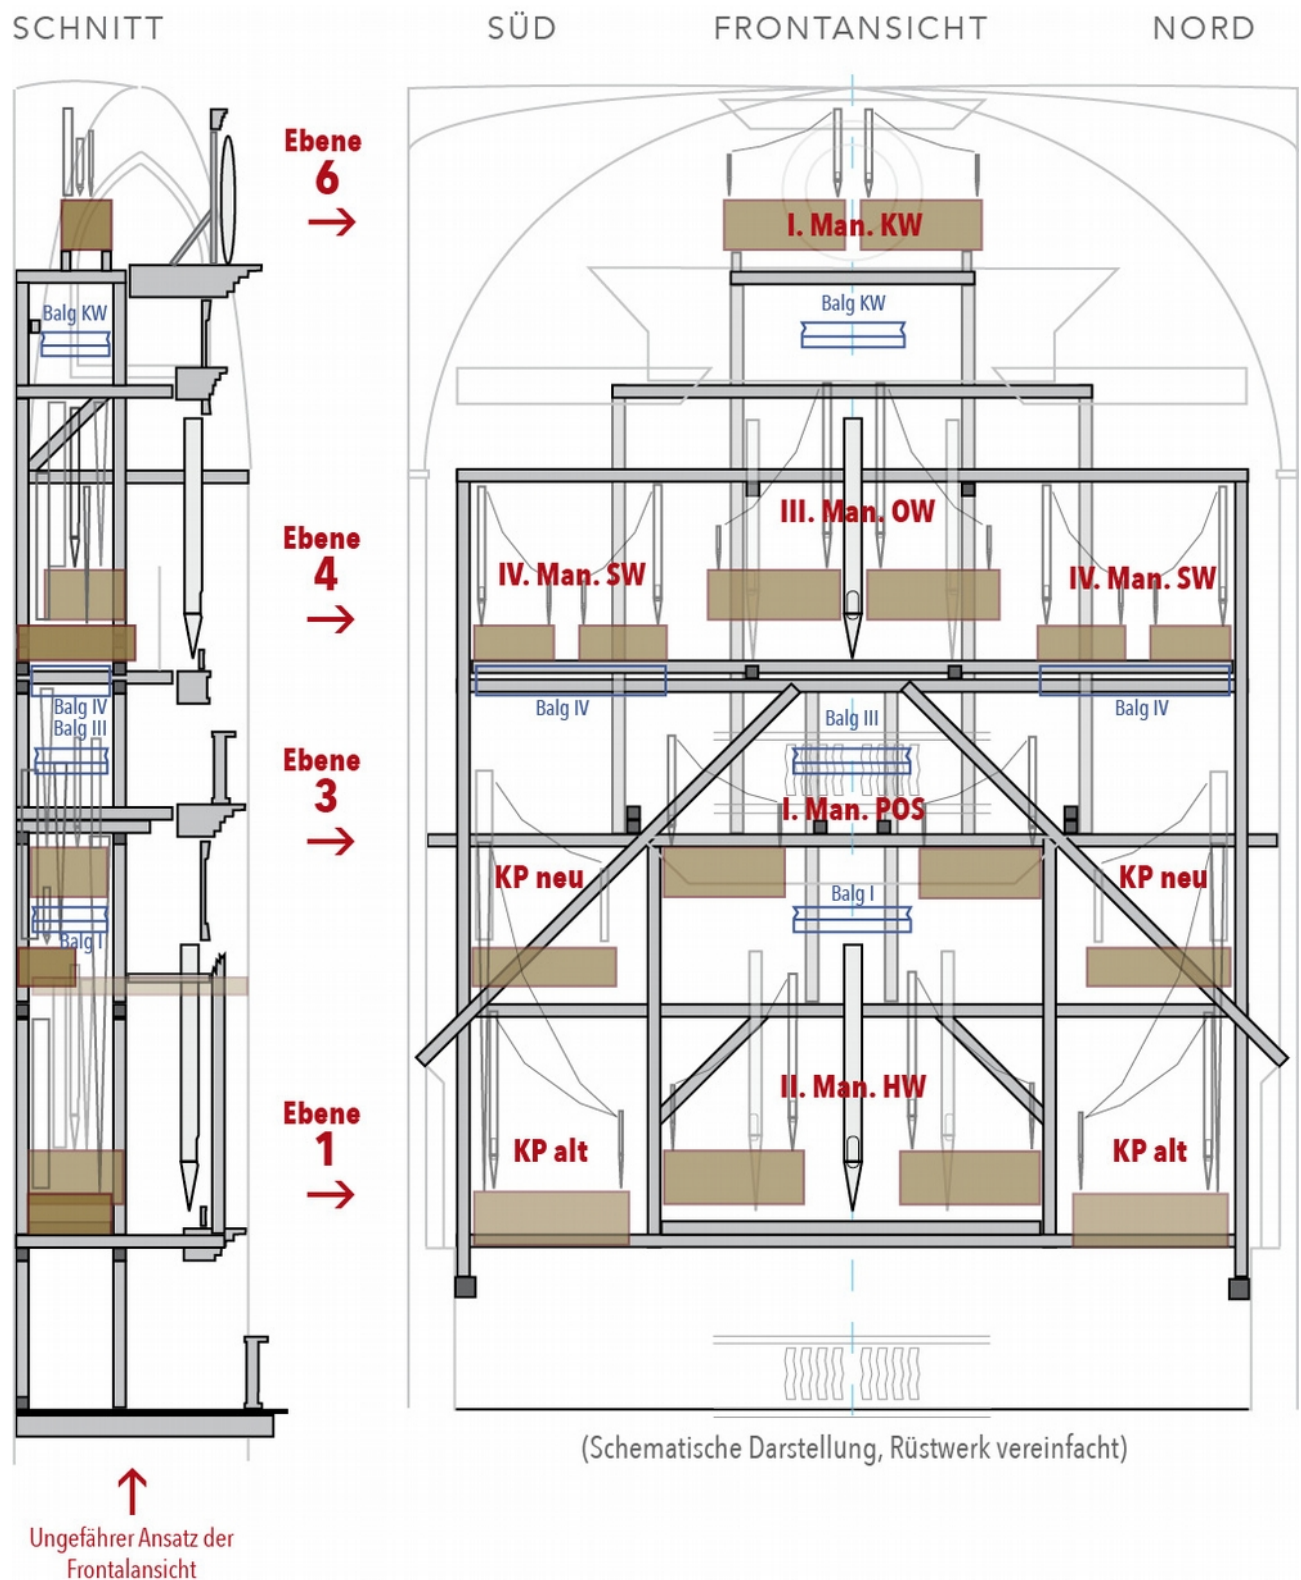 SCHNITT
SÜD
FRONTANSICHT
NORD
Ebene
6
I. Man. KW
Balg KW
Balg KW
Ebene
4
III. Man. OW
IV. Man. SW
IV. Man. SW
Balg IV
Balg III
Balg IV
Balg III
Balg IV
Ebene
3
I. Man. POS
KP neu
KP neu
Balg I
Balg I
Ebene
1
II. Man. HW
KP alt
KP alt
(Schematische Darstellung, Rüstwerk vereinfacht)
Ungefährer Ansatz der
Frontalansicht